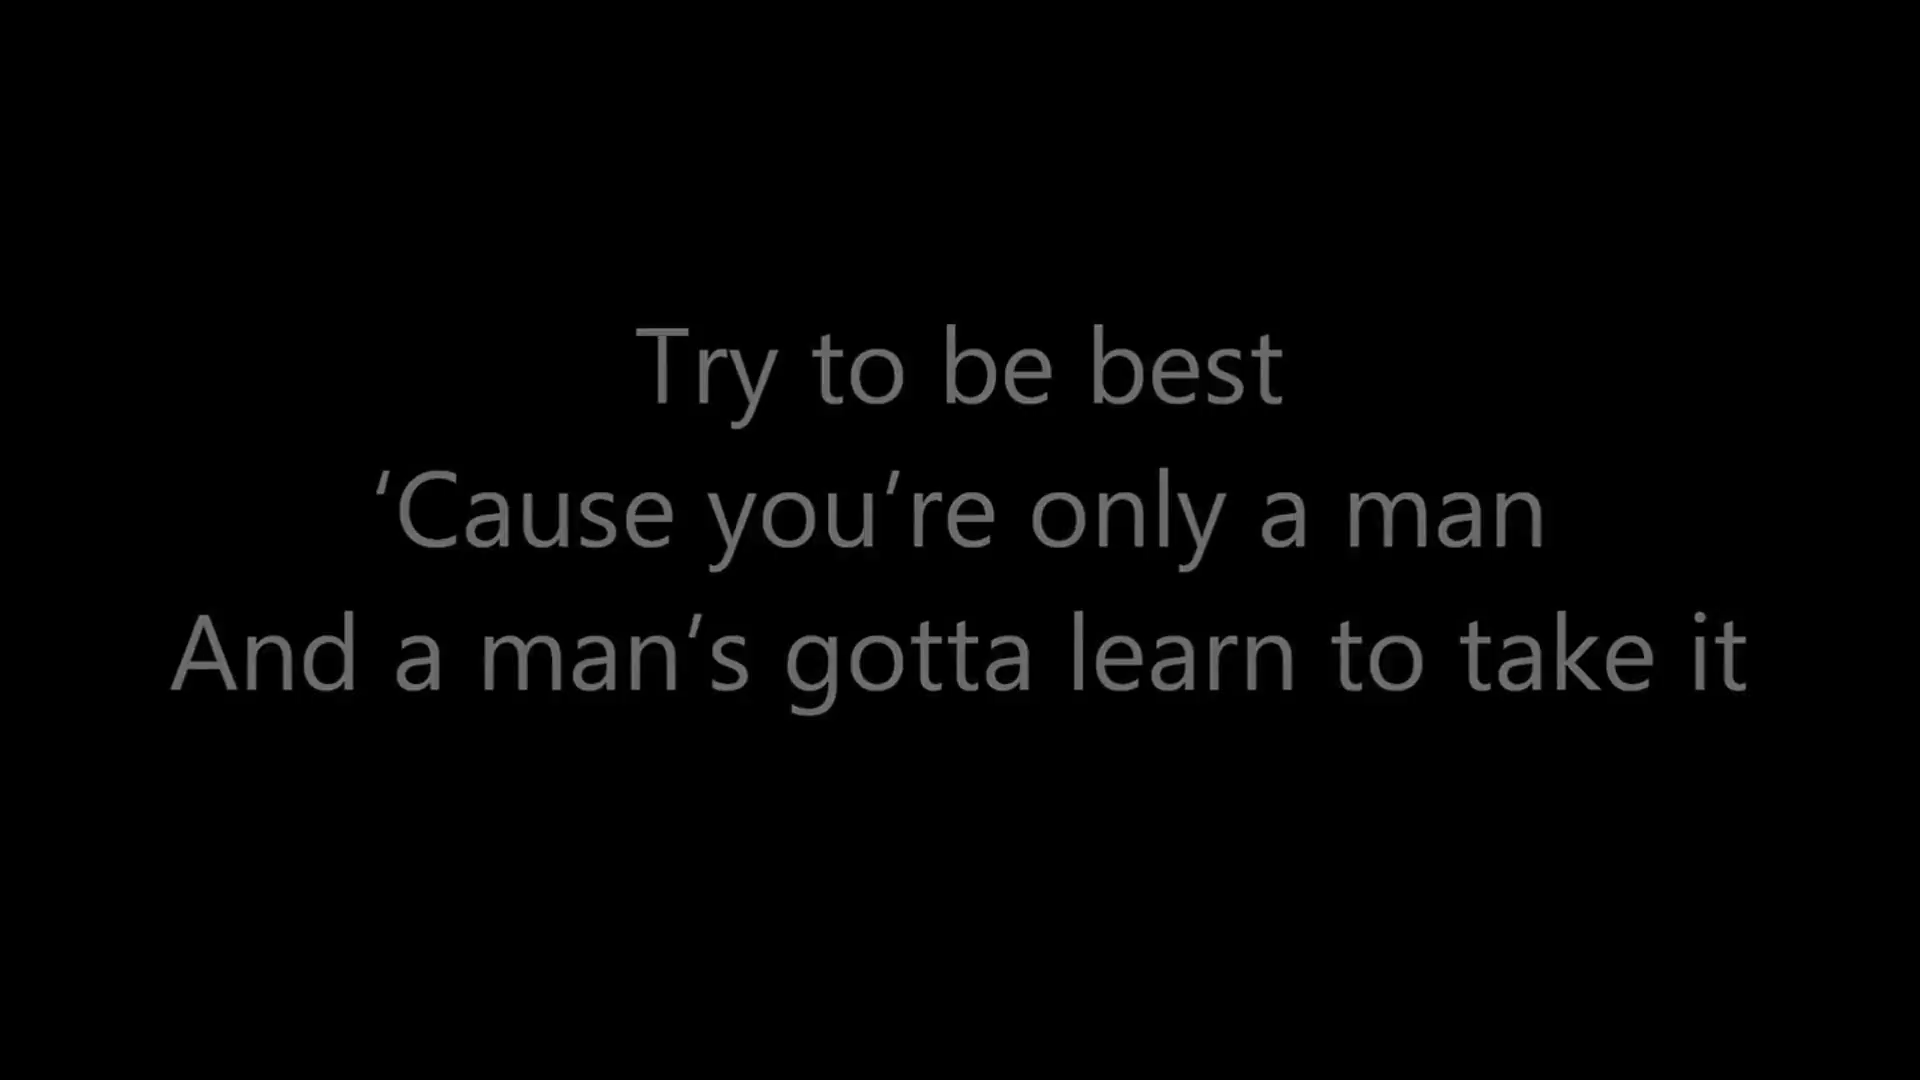 Try to be best
‘Cause you’re only a man
And a man’s gotta learn to take it